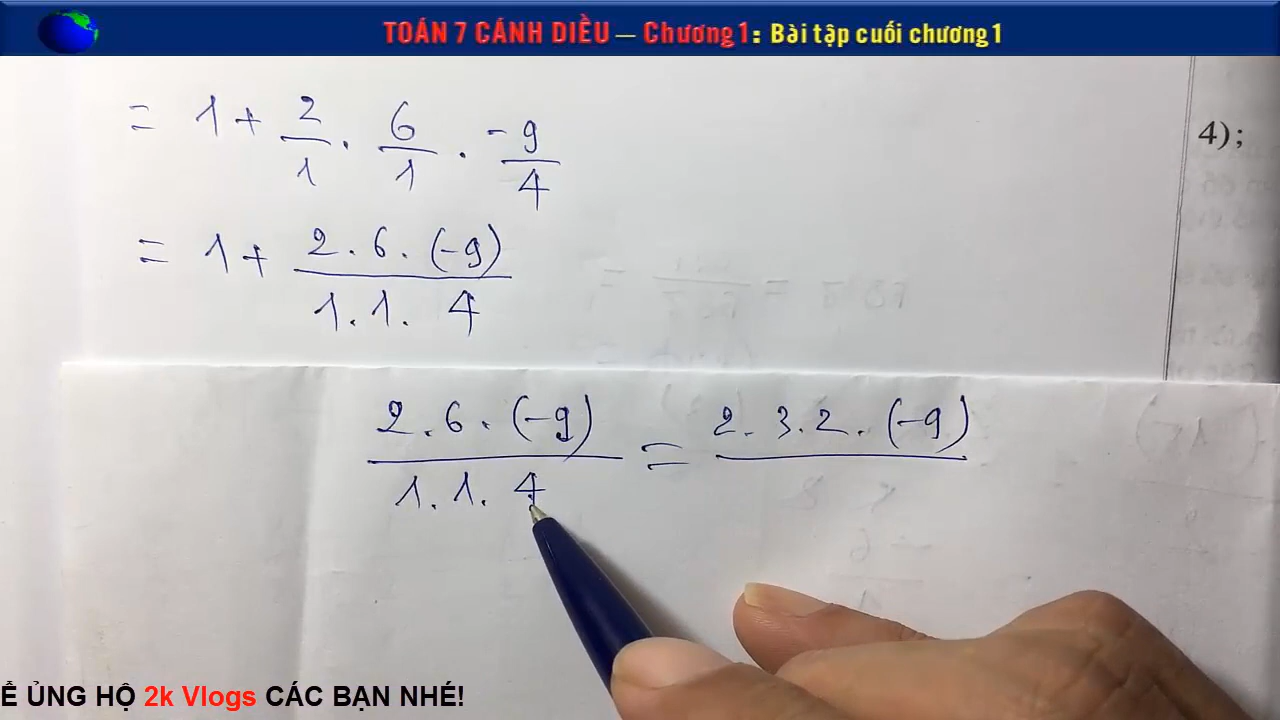 TOÁN 7 CÁNH DIỀU — Chương 1 : Bài tập cuối chương 1
= 1 + 2/1 . 6/1 . -9/4
4);
= 1 + 2 . 6 . (-9) / 1 . 1 . 4
2 . 6 . (-9) / 1 . 1 . 4 = 2 . 3 . 2 . (-9)
Ể ỦNG HỘ 2k Vlogs CÁC BẠN NHÉ!